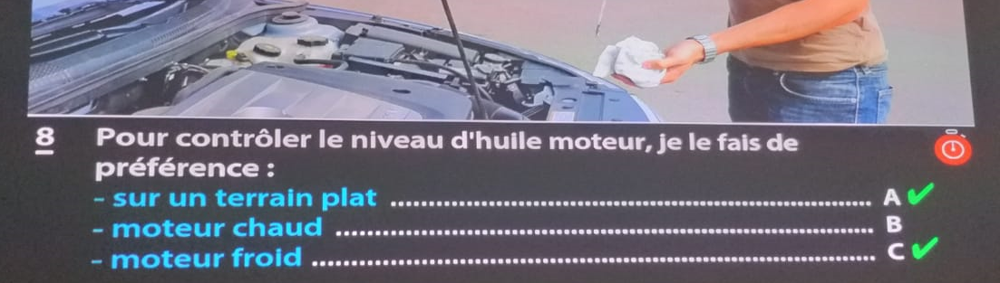 8 Pour contrôler le niveau d'huile moteur, je le fais de
préférence :
- sur un terrain plat ........................ A ✔
- moteur chaud ........................ B
- moteur froid ........................ C ✔